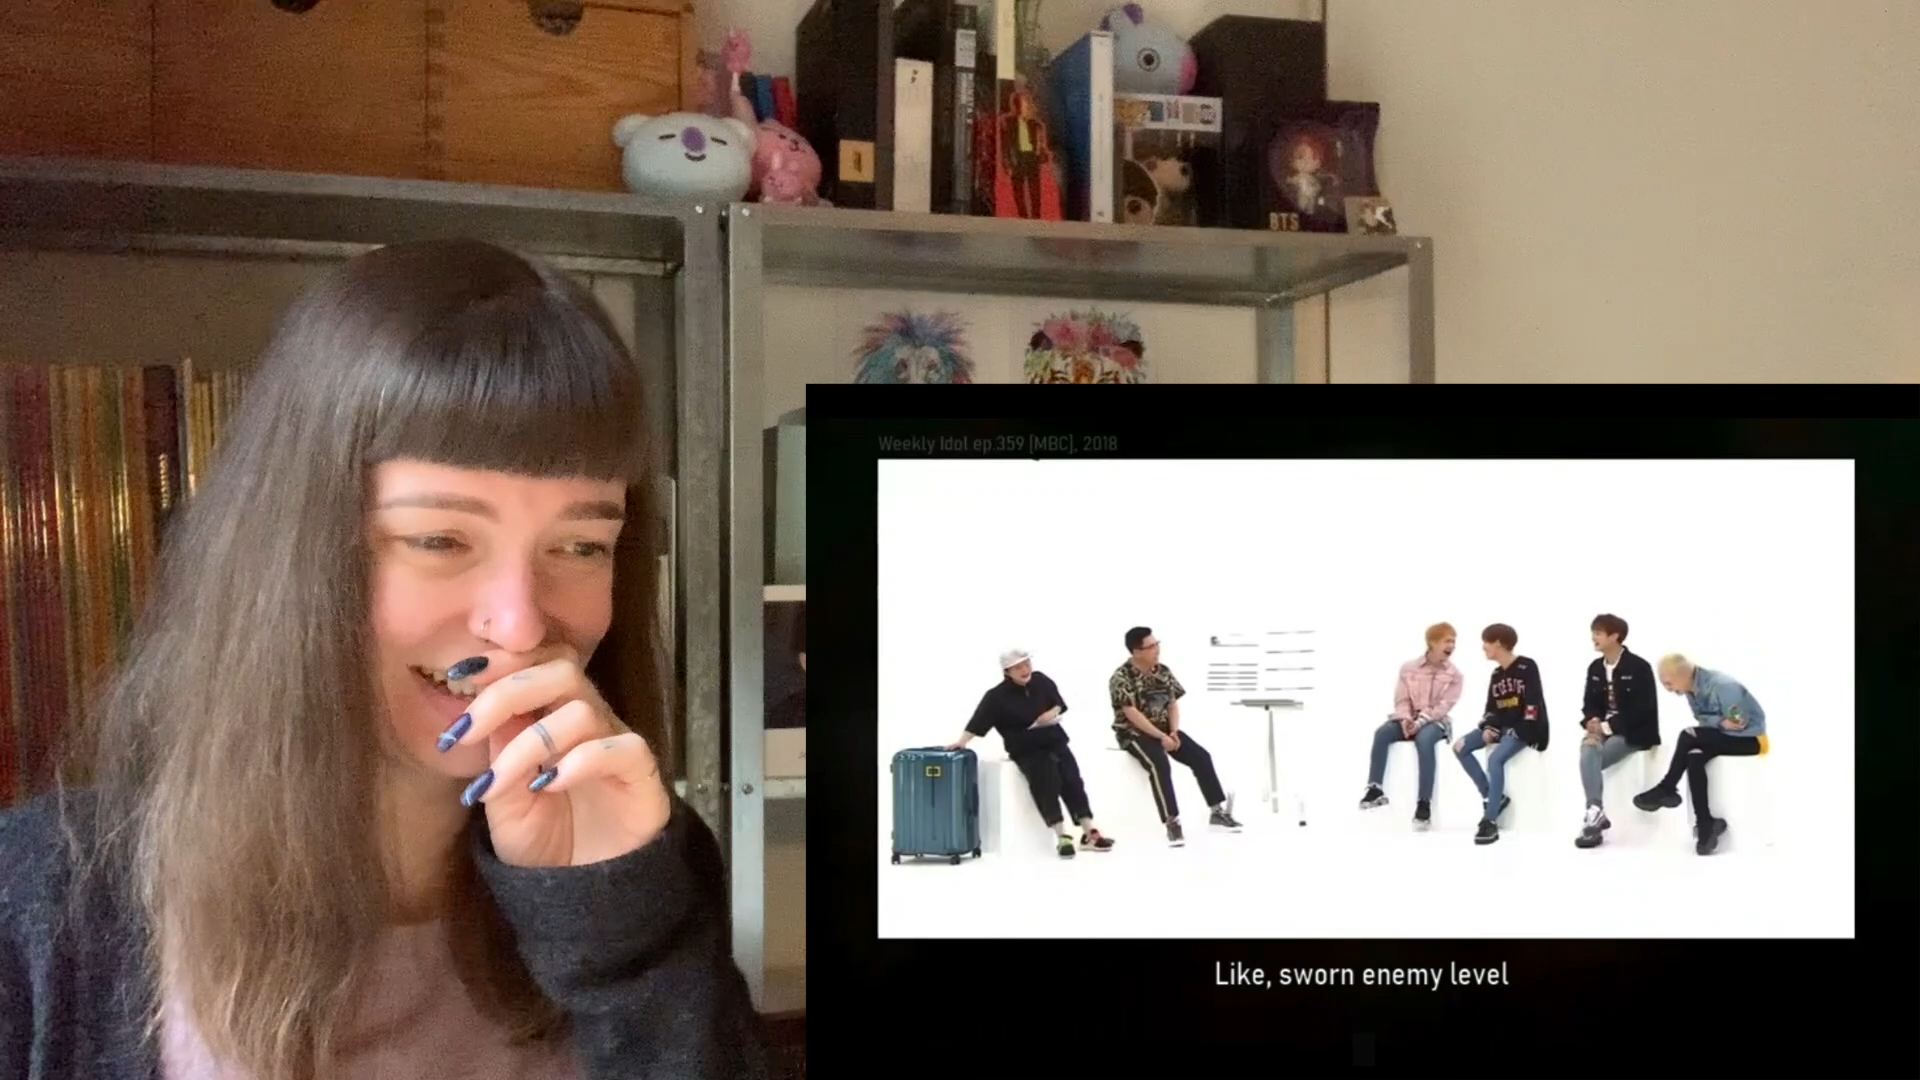 BTS
Weekly Idol ep.359 [MBC], 2018
Like, sworn enemy level